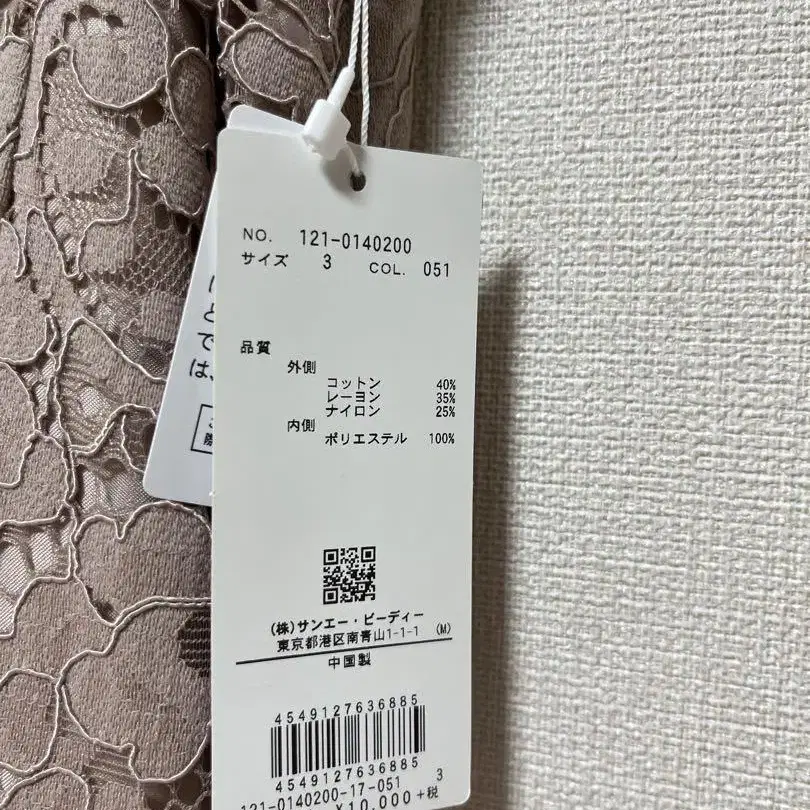 NO. 121-0140200
サイズ 3 COL. 051
品質
外側
コットン 40%
レーヨン 35%
ナイロン 25%
内側
ポリエステル 100%
(株)サンエー・ビーディー
東京都港区南青山1-1-1 (M)
中国製
4549127636885
4549127636885
121-0140200-17-051 3
¥10,000+税
と
で
は、